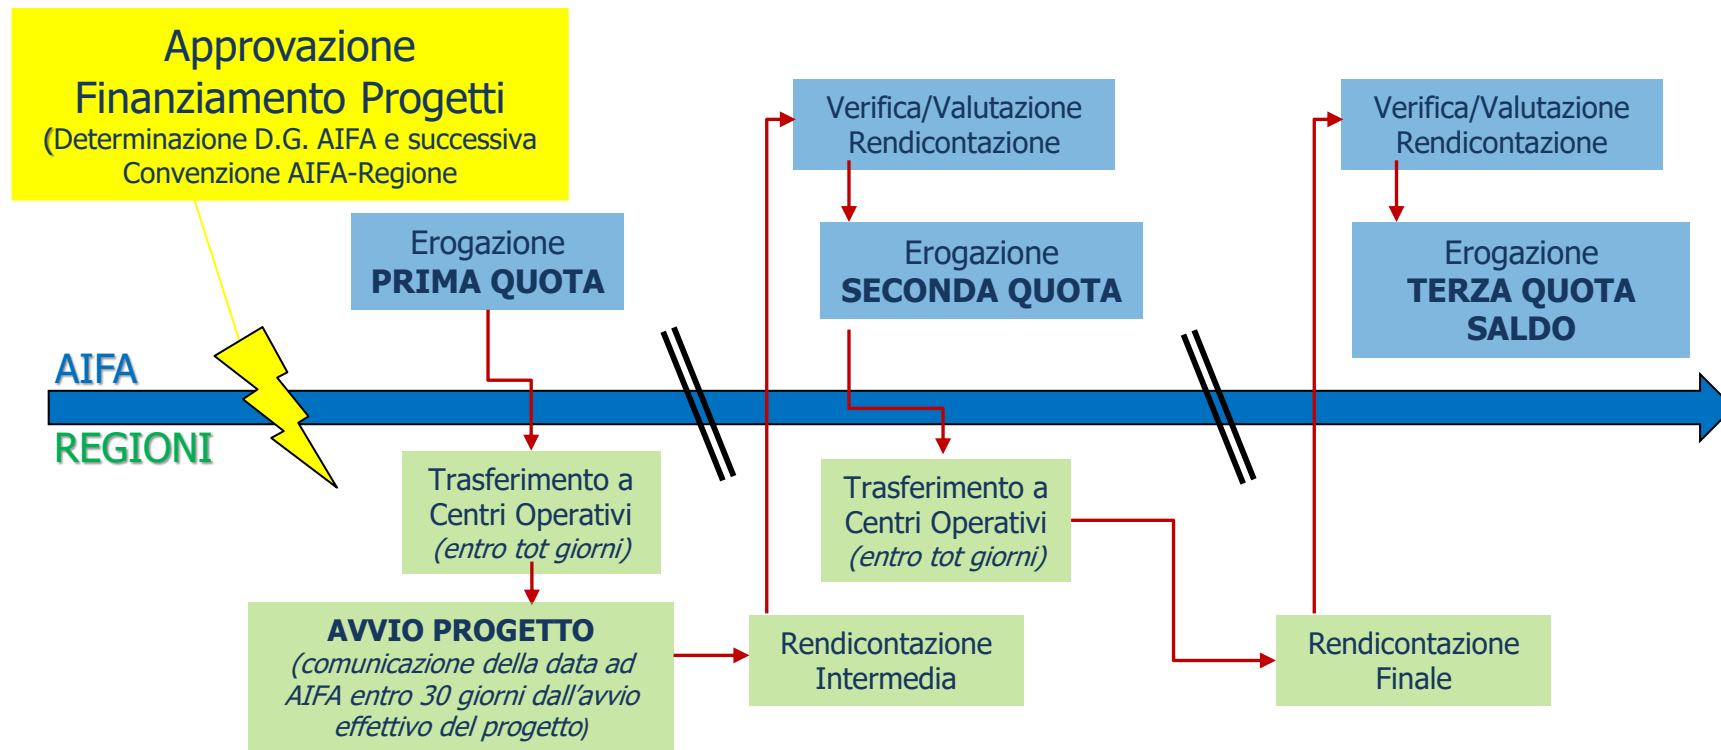 Approvazione
Finanziamento Progetti
(Determinazione D.G. AIFA e successiva
Convenzione AIFA-Regione
Erogazione
PRIMA QUOTA
Verifica/Valutazione
Rendicontazione
Erogazione
SECONDA QUOTA
Verifica/Valutazione
Rendicontazione
Erogazione
TERZA QUOTA
SALDO
AIFA
REGIONI
Trasferimento a
Centri Operativi
(entro tot giorni)
AVVIO PROGETTO
(comunicazione della data ad
AIFA entro 30 giorni dall’avvio
effettivo del progetto)
Rendicontazione
Intermedia
Trasferimento a
Centri Operativi
(entro tot giorni)
Rendicontazione
Finale